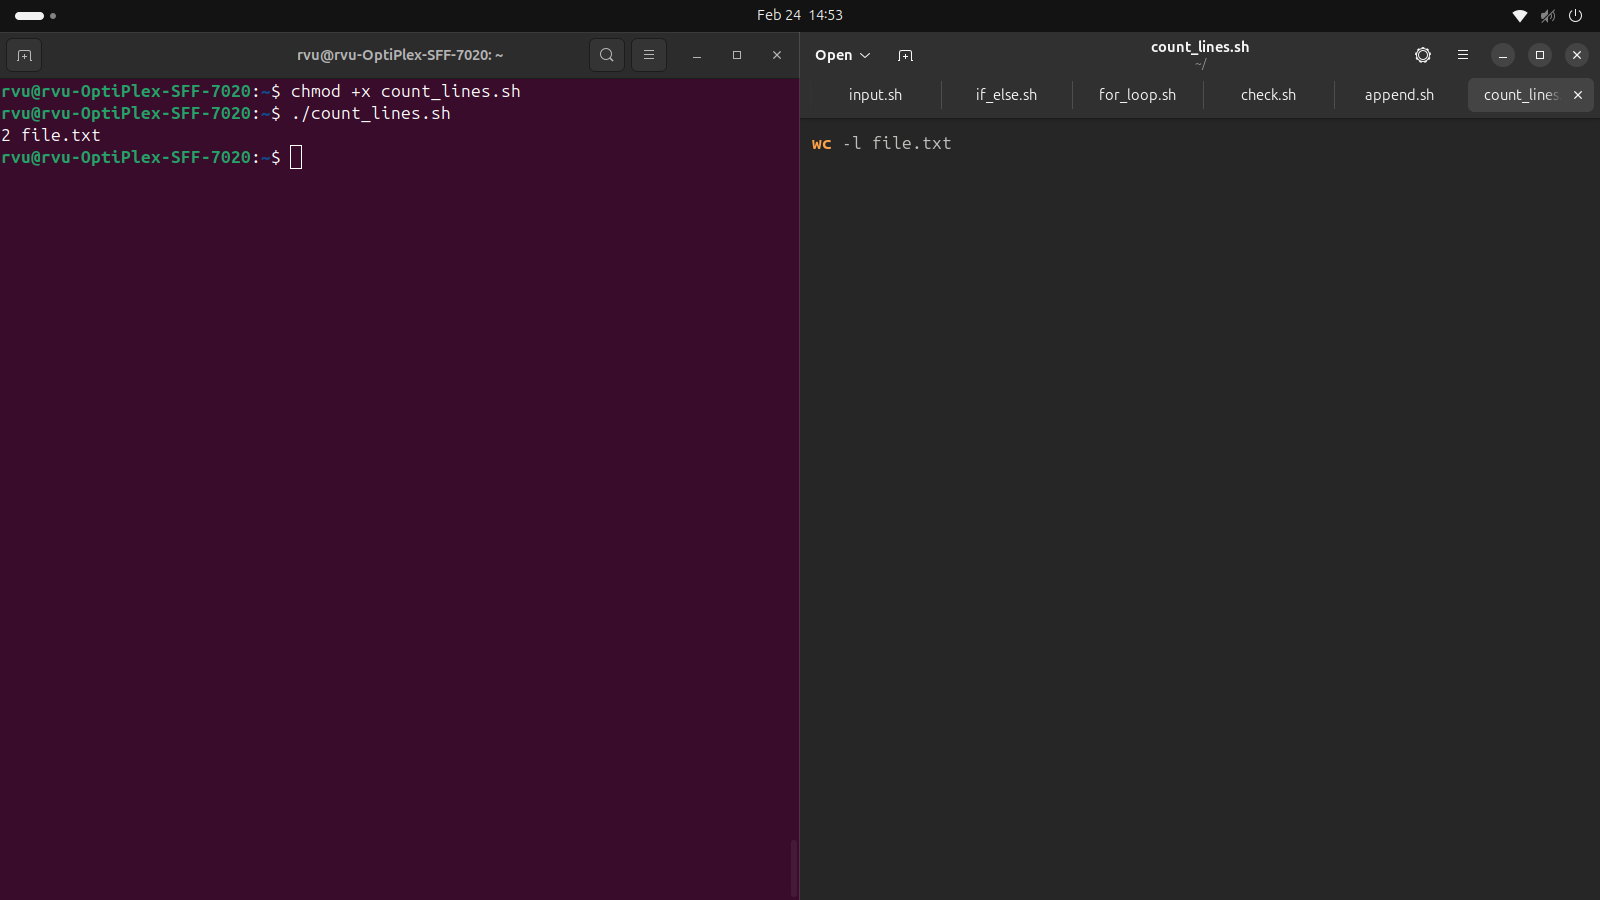 Feb 24 14:53
rvu@rvu-OptiPlex-SFF-7020: ~
rvu@rvu-OptiPlex-SFF-7020:~$ chmod +x count_lines.sh
rvu@rvu-OptiPlex-SFF-7020:~$ ./count_lines.sh
2 file.txt
rvu@rvu-OptiPlex-SFF-7020:~$
Open
count_lines.sh
~/
input.sh if_else.sh for_loop.sh check.sh append.sh count_lines.
wc -l file.txt